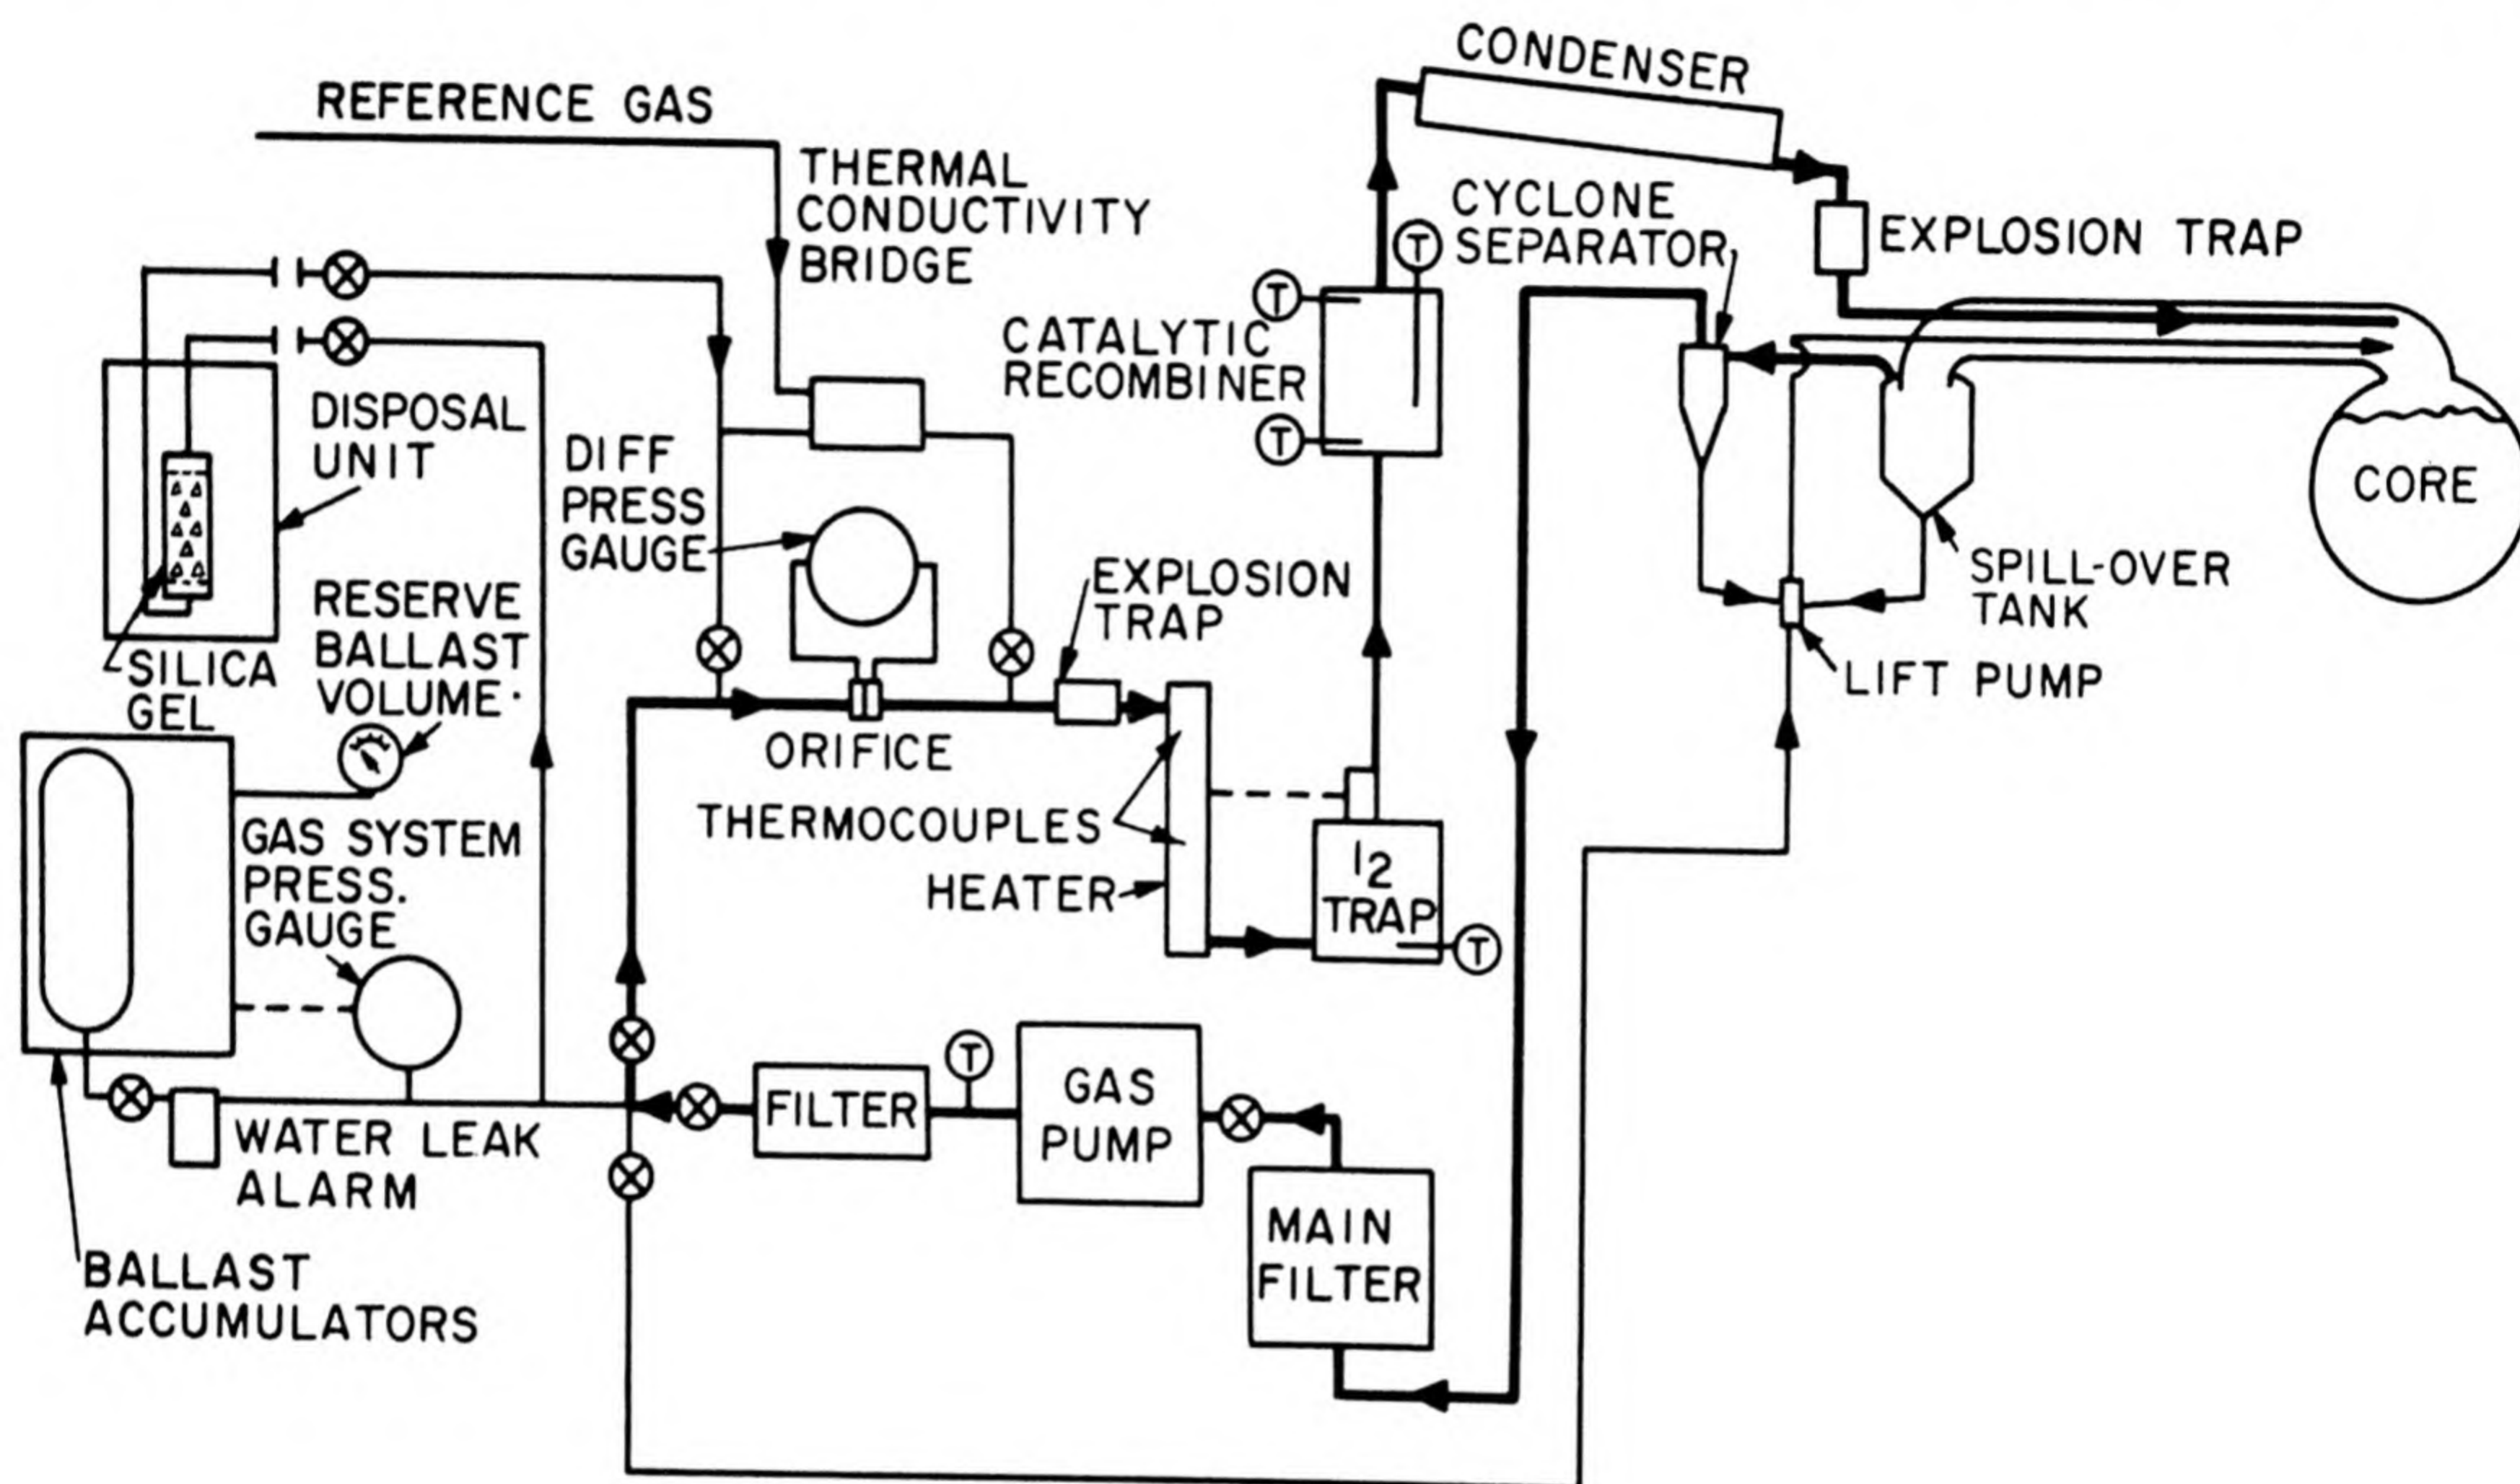 CONDENSER
REFERENCE GAS
THERMAL
CONDUCTIVITY
BRIDGE
CYCLONE
SEPARATOR
EXPLOSION TRAP
T
T
CATALYTIC
RECOMBINER
T
DISPOSAL
UNIT
DIFF
PRESS
GAUGE
CORE
EXPLOSION
TRAP
SPILL-OVER
TANK
LIFT PUMP
RESERVE
BALLAST
VOLUME
SILICA
GEL
ORIFICE
THERMOCOUPLES
HEATER
I2
TRAP
T
GAS SYSTEM
PRESS.
GAUGE
T
FILTER
GAS
PUMP
WATER LEAK
ALARM
MAIN
FILTER
BALLAST
ACCUMULATORS